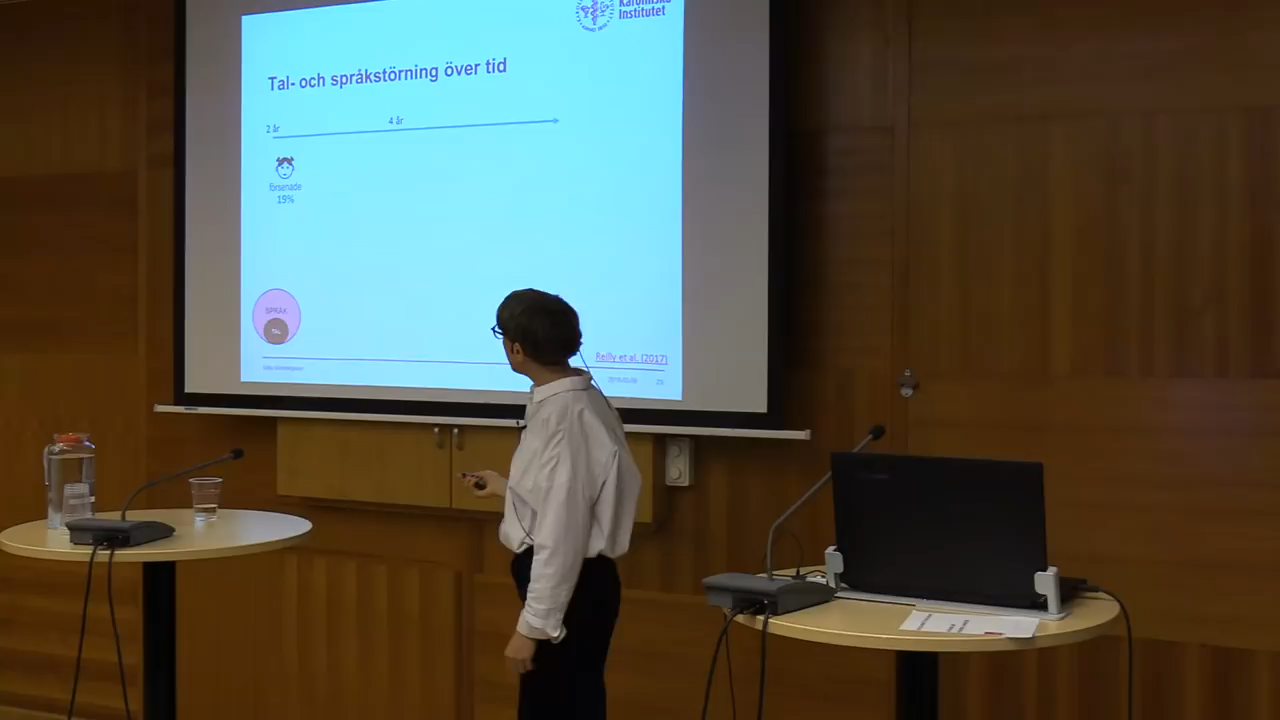 Karolinska
Institutet
Tal- och språkstörning över tid
2 år
4 år
försenade
19%
SPRÅK
TAL
Reilly et al. (2017)